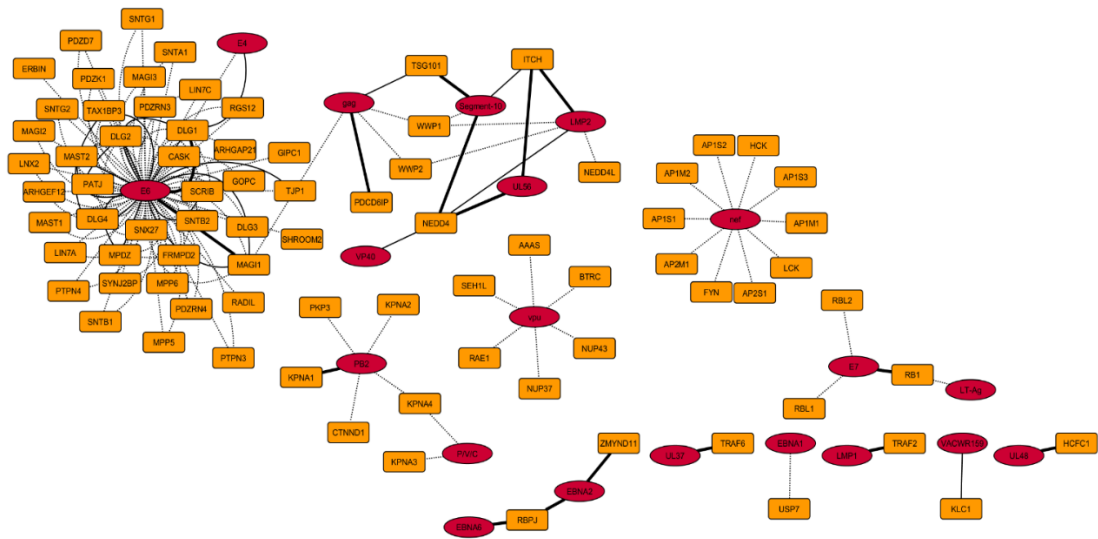 SNTG1
PDZD7
E4
SNTA1
ERBIN
PDZK1
MAGI3
LIN7C
SNTG2
TAX1BP3
PDZRN3
RGS12
MAGI2
DLG2
DLG1
LNX2
MAST2
CASK
ARHGAP21
GIPC1
ARHGEF12
PATJ
E6
SCRIB
GOPC
TJP1
MAST1
DLG4
SNX27
SNTB2
DLG3
SHROOM2
LIN7A
MPDZ
FRMPD2
MAGI1
PTPN4
SYNJ2BP
MPP6
PDZRN4
RADIL
SNTB1
MPP5
PTPN3
TSG101
ITCH
gag
Segment-10
WWP1
LMP2
WWP2
NEDD4L
UL56
PDCD6IP
NEDD4
VP40
AP1S2
HCK
AP1M2
AP1S3
AP1S1
nef
AP1M1
AP2M1
LCK
FYN
AP2S1
AAAS
SEH1L
BTRC
vpu
RAE1
NUP43
NUP37
PKP3
KPNA2
PB2
KPNA1
KPNA4
CTNND1
KPNA3
RBL2
E7
RB1
LT-Ag
RBL1
ZMYND11
EBNA2
EBNA6
RBPJ
UL37
TRAF6
EBNA1
USP7
LMP1
TRAF2
VACWR159
KLC1
UL48
HCFC1